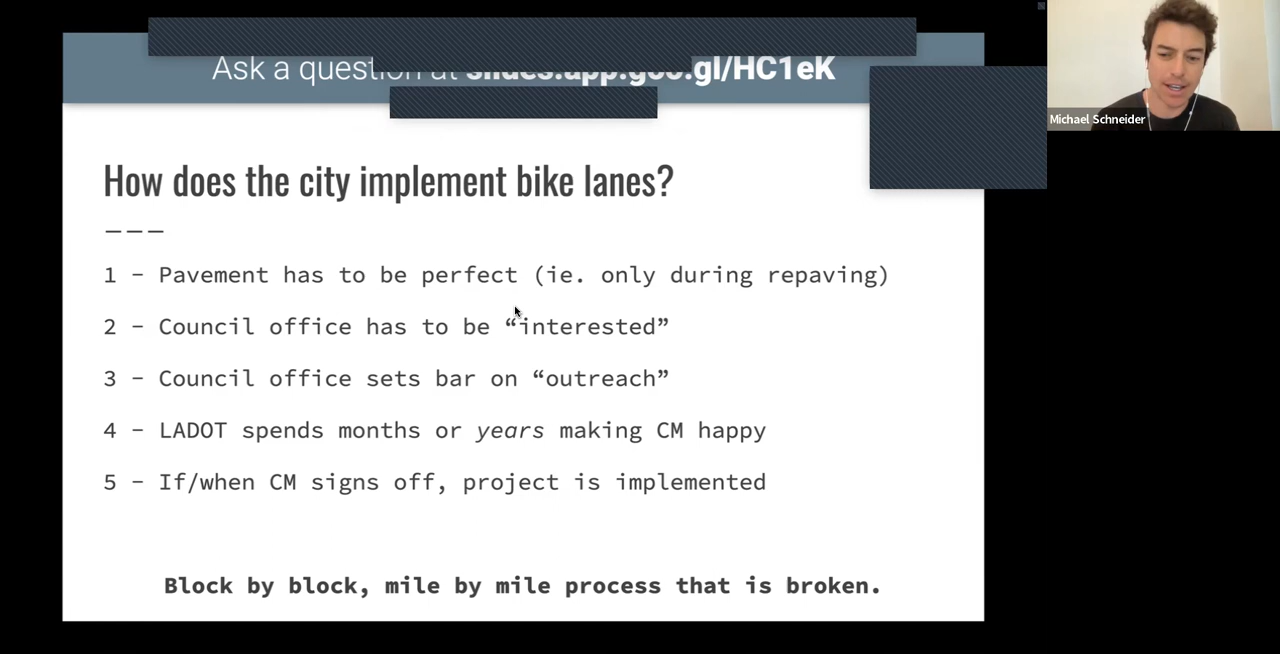 Ask a question at slides.app.goo.gl/HC1eK
Michael Schneider
How does the city implement bike lanes?
———
1 - Pavement has to be perfect (ie. only during repaving)
2 - Council office has to be “interested”
3 - Council office sets bar on “outreach”
4 - LADOT spends months or years making CM happy
5 - If/when CM signs off, project is implemented
Block by block, mile by mile process that is broken.